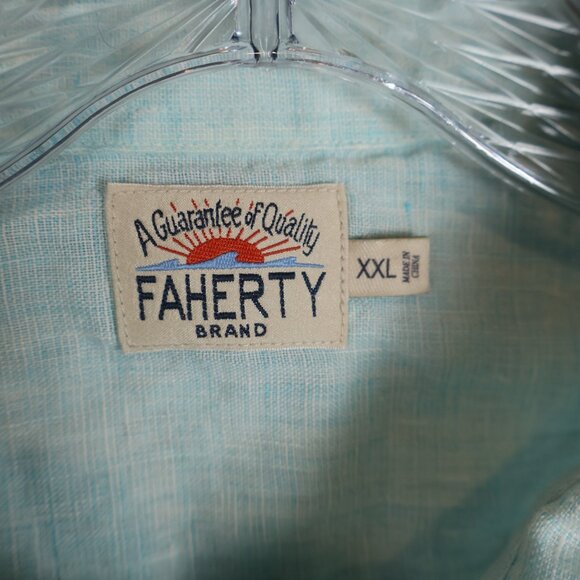 A Guarantee of Quality
FAHERTY
BRAND
XXL
MADE IN
CHINA